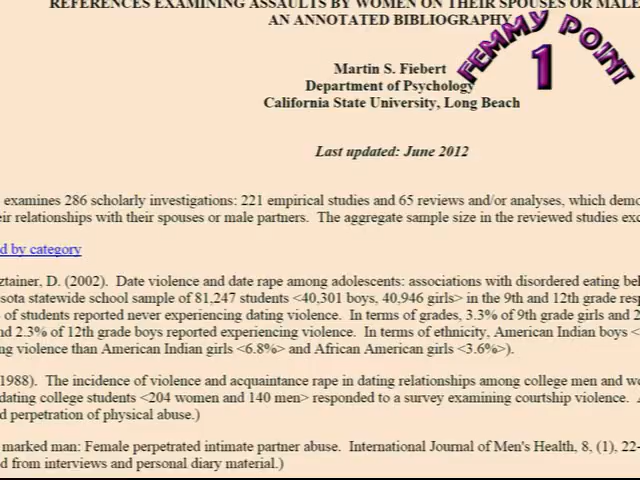 REFERENCES EXAMINING ASSAULTS BY WOMEN ON THEIR SPOUSES OR MALE
AN ANNOTATED BIBLIOGRAPHY
FEMMY POINT
1
Martin S. Fiebert
Department of Psychology
California State University, Long Beach
Last updated: June 2012
examines 286 scholarly investigations: 221 empirical studies and 65 reviews and/or analyses, which demo
eir relationships with their spouses or male partners. The aggregate sample size in the reviewed studies exc
d by category
ztainer, D. (2002). Date violence and date rape among adolescents: associations with disordered eating bel
sota statewide school sample of 81,247 students <40,301 boys, 40,946 girls> in the 9th and 12th grade resp
of students reported never experiencing dating violence. In terms of grades, 3.3% of 9th grade girls and 2
nd 2.3% of 12th grade boys reported experiencing violence. In terms of ethnicity, American Indian boys <
ng violence than American Indian girls <6.8%> and African American girls <3.6%>).
1988). The incidence of violence and acquaintance rape in dating relationships among college men and wo
dating college students <204 women and 140 men> responded to a survey examining courtship violence.
d perpetration of physical abuse.)
marked man: Female perpetrated intimate partner abuse. International Journal of Men's Health, 8, (1), 22-
d from interviews and personal diary material.)